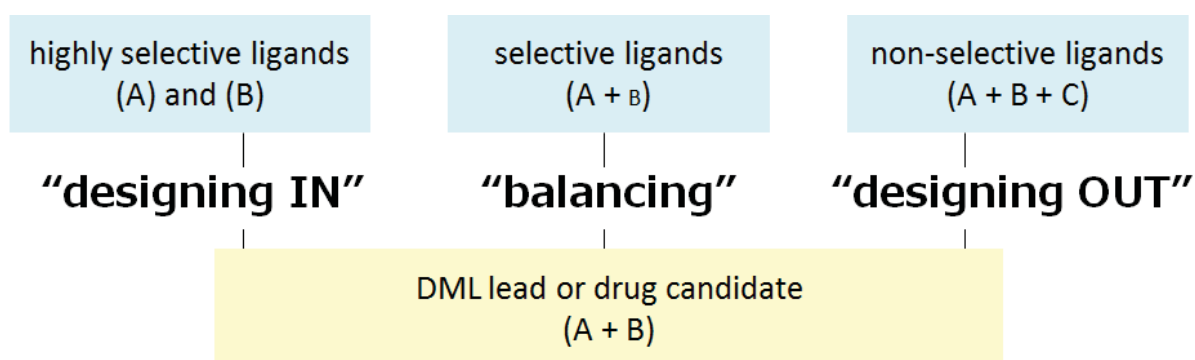 highly selective ligands
(A) and (B)
selective ligands
(A + B)
non-selective ligands
(A + B + C)
“designing IN”
“balancing”
“designing OUT”
DML lead or drug candidate
(A + B)